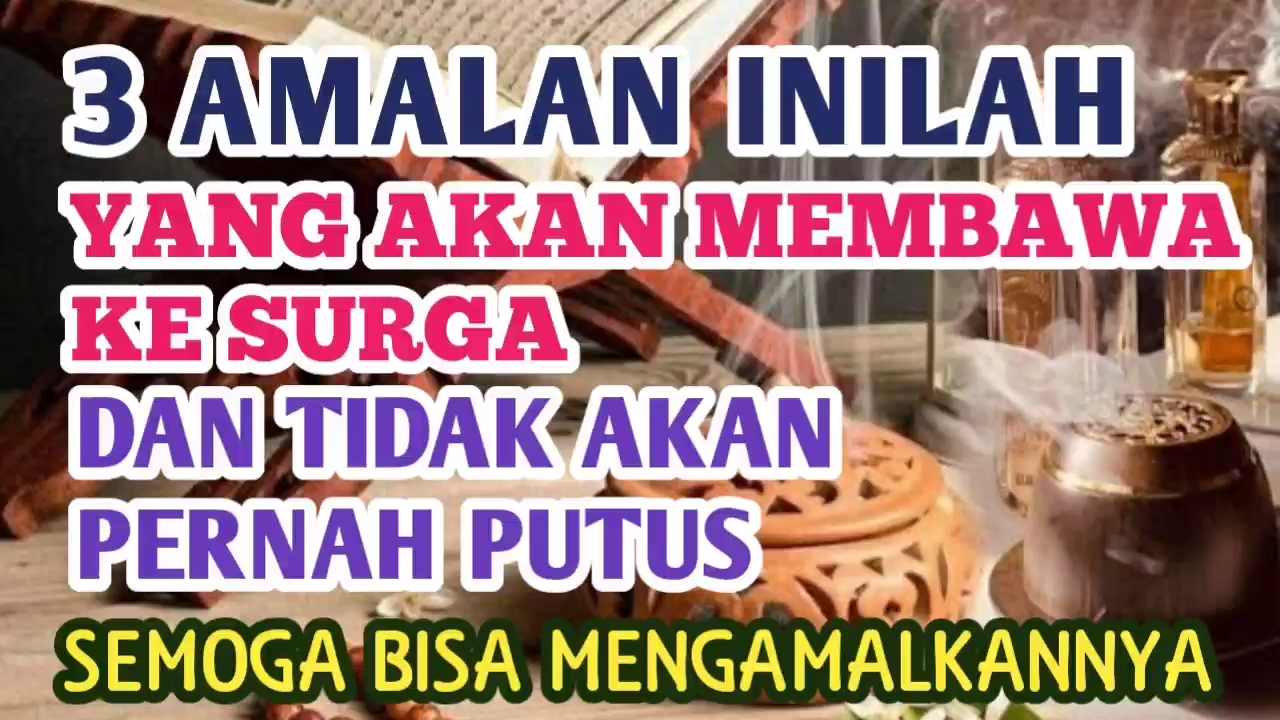 3 AMALAN INILAH
YANG AKAN MEMBAWA
KE SURGA
DAN TIDAK AKAN
PERNAH PUTUS
SEMOGA BISA MENGAMALKANNYA